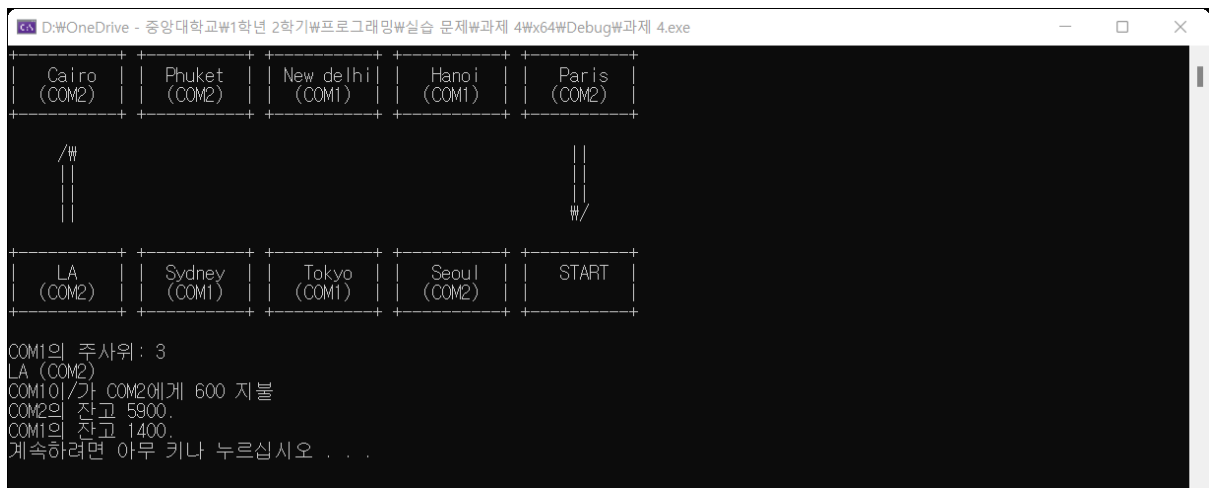 D:₩OneDrive - 중앙대학교₩1학년 2학기₩프로그래밍₩실습 문제₩과제 4₩x64₩Debug₩과제 4.exe
+----------+ +----------+ +----------+ +----------+ +----------+
|   Cairo  | |  Phuket  | | New delhi| |   Hanoi  | |   Paris  |
|  (COM2)  | |  (COM2)  | |  (COM1)  | |  (COM1)  | |  (COM2)  |
+----------+ +----------+ +----------+ +----------+ +----------+
/₩ ||
|| ||
|| ||
|| ₩/
+----------+ +----------+ +----------+ +----------+ +----------+
|    LA    | |  Sydney  | |   Tokyo  | |   Seoul  | |   START  |
|  (COM2)  | |  (COM1)  | |  (COM1)  | |  (COM2)  | |          |
+----------+ +----------+ +----------+ +----------+ +----------+
COM1의 주사위: 3
LA (COM2)
COM1이/가 COM2에게 600 지불
COM2의 잔고 5900.
COM1의 잔고 1400.
계속하려면 아무 키나 누르십시오 . . .